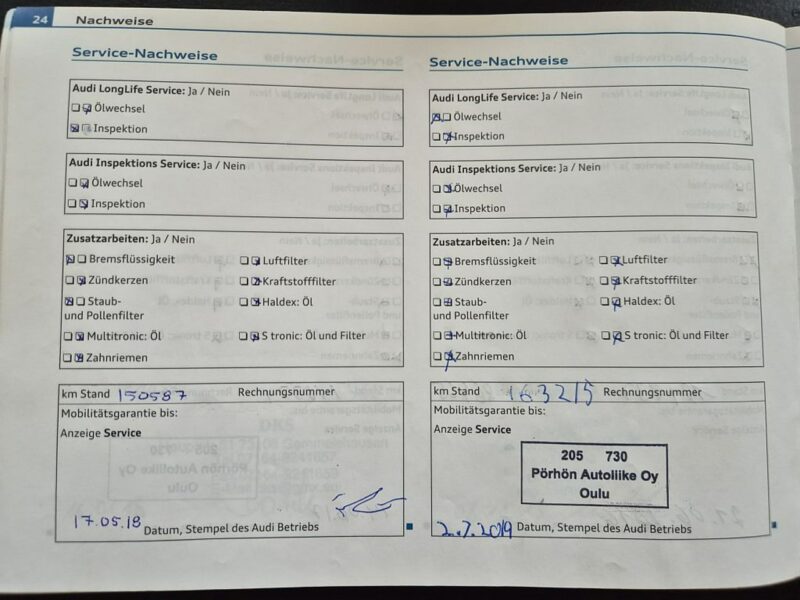 24 Nachweise
Service-Nachweise
Audi LongLife Service: Ja / Nein
Ölwechsel
Inspektion
Audi Inspektions Service: Ja / Nein
Ölwechsel
Inspektion
Zusatzarbeiten: Ja / Nein
Bremsflüssigkeit Luftfilter
Zündkerzen Kraftstofffilter
Staub- Haldex: Öl
und Pollenfilter
Multitronic: Öl S tronic: Öl und Filter
Zahnriemen
km Stand 150587 Rechnungsnummer
Mobilitätsgarantie bis:
Anzeige Service
17.05.18 Datum, Stempel des Audi Betriebs
Service-Nachweise
Audi LongLife Service: Ja / Nein
Ölwechsel
Inspektion
Audi Inspektions Service: Ja / Nein
Ölwechsel
Inspektion
Zusatzarbeiten: Ja / Nein
Bremsflüssigkeit Luftfilter
Zündkerzen Kraftstofffilter
Staub- Haldex: Öl
und Pollenfilter
Multitronic: Öl S tronic: Öl und Filter
Zahnriemen
km Stand 163215 Rechnungsnummer
Mobilitätsgarantie bis:
Anzeige Service
205 730
Pörhön Autoliike Oy
Oulu
2.7.2019 Datum, Stempel des Audi Betriebs